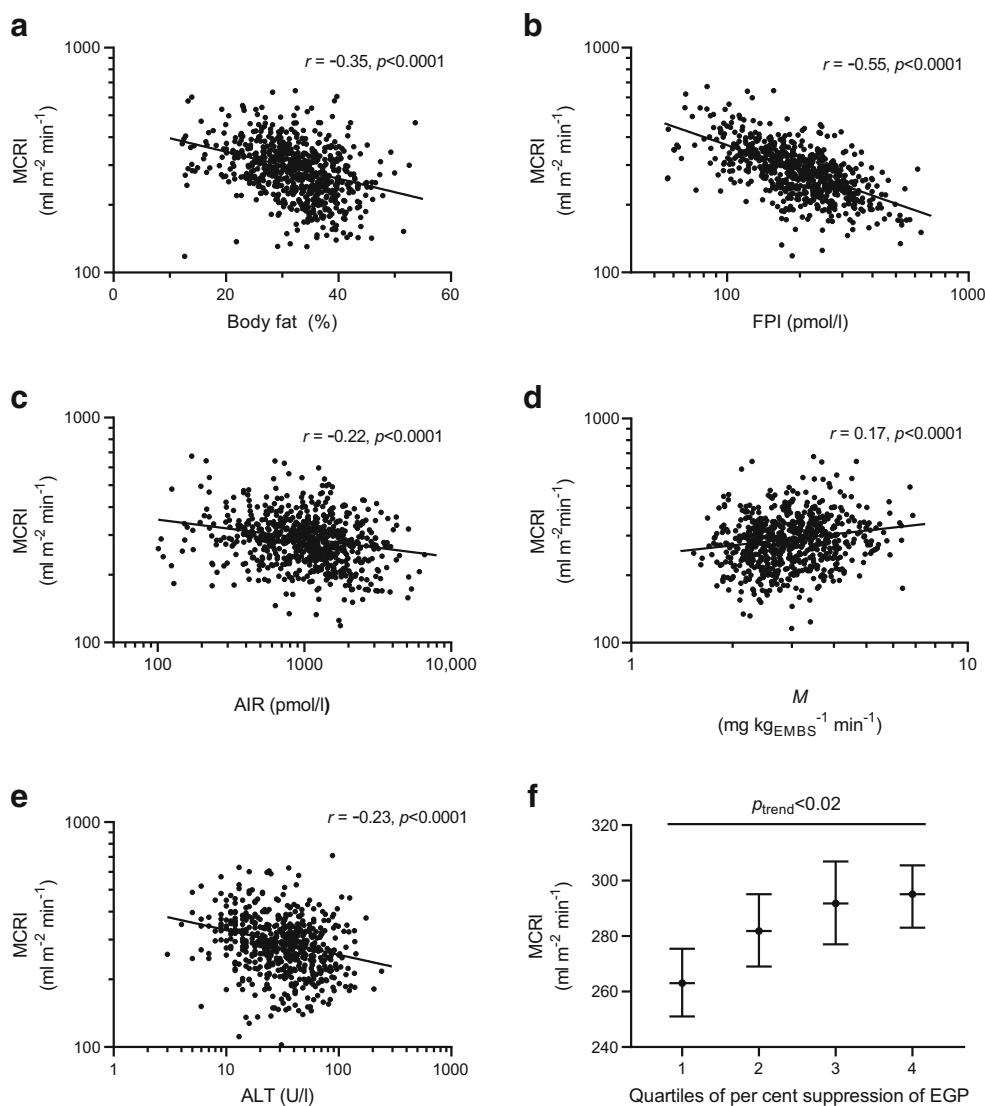 a
r = −0.35, p<0.0001
1000
100
MCRI
(ml m⁻² min⁻¹)
0 20 40 60
Body fat (%)
b
r = −0.55, p<0.0001
1000
100
MCRI
(ml m⁻² min⁻¹)
100 1000
FPI (pmol/l)
c
r = −0.22, p<0.0001
1000
100
MCRI
(ml m⁻² min⁻¹)
100 1000 10,000
AIR (pmol/l)
d
r = 0.17, p<0.0001
1000
100
MCRI
(ml m⁻²min⁻¹)
1 10
M
(mg kgEMBS⁻¹ min⁻¹)
e
r = −0.23, p<0.0001
1000
100
MCRI
(ml m⁻² min⁻¹)
1 10 100 1000
ALT (U/l)
f
ptrend<0.02
320
300
280
260
240
MCRI
(ml m⁻² min⁻¹)
1 2 3 4
Quartiles of per cent suppression of EGP